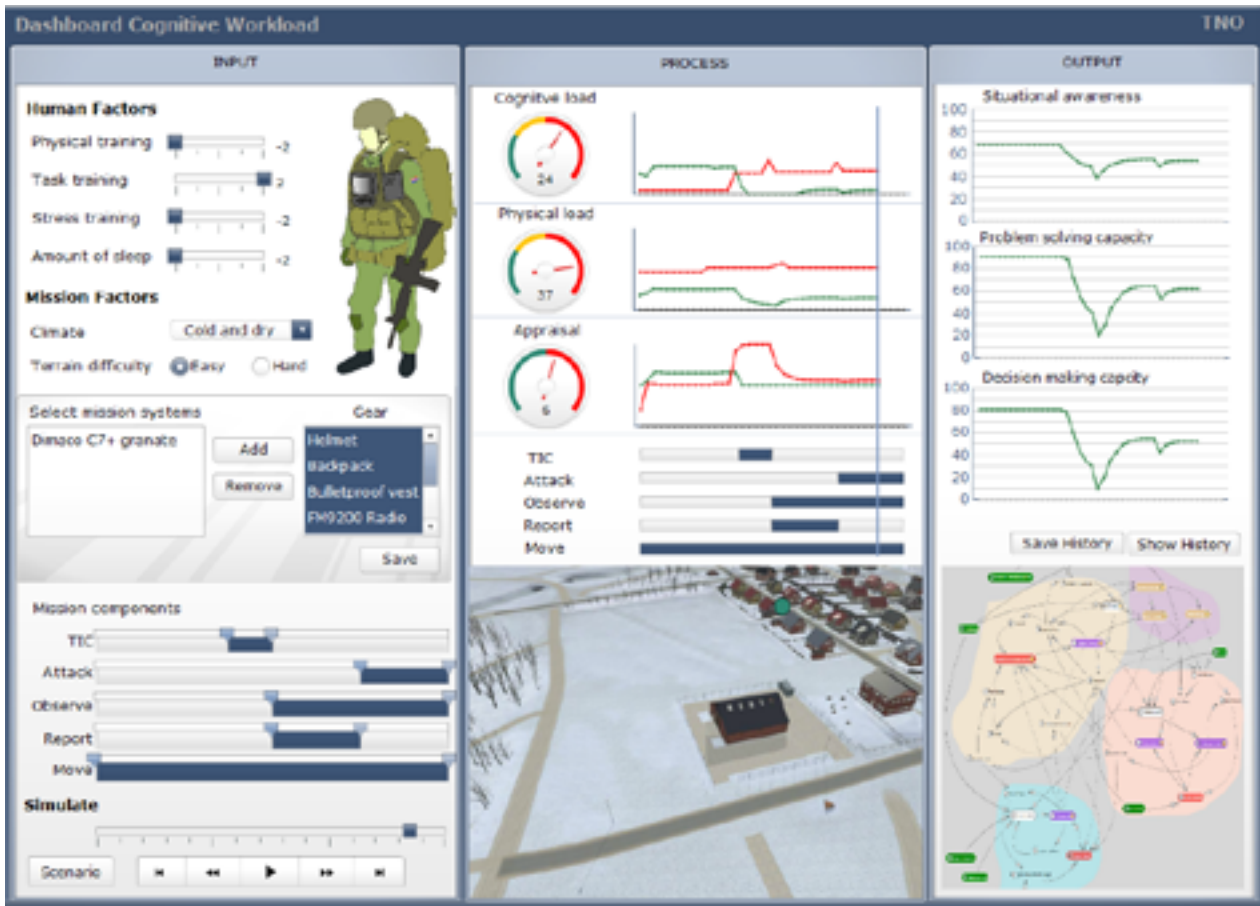 Dashboard Cognitive Workload
TNO
INPUT
Human Factors
Physical training -2
Task training 2
Stress training -2
Amount of sleep -2
Mission Factors
Climate Cold and dry
Terrain difficulty Easy Hard
Select mission systems Gear
Dimaco C7+ granate
Add
Remove
Helmet
Backpack
Bulletproof vest
FM9200 Radio
Save
Mission components
TIC
Attack
Observe
Report
Move
Simulate
Scenario
PROCESS
Cognitve load
24
Physical load
37
Appraisal
6
TIC
Attack
Observe
Report
Move
OUTPUT
Situational awareness
100
80
60
40
20
0
Problem solving capacity
100
80
60
40
20
0
Decision making capcity
100
80
60
40
20
0
Save History Show History